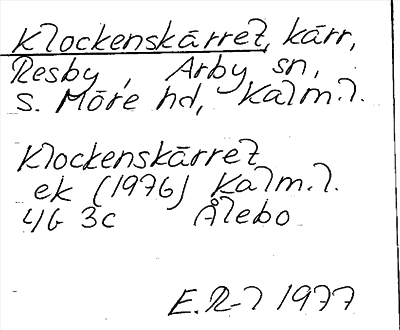 Klockenskärret, kärr,
Resby, Arby sn,
S. Möre hd, Kalm.l.
Klockenskärret
ek (1976) Kalm.l.
4G 3c Ålebo
E.R-l 1977